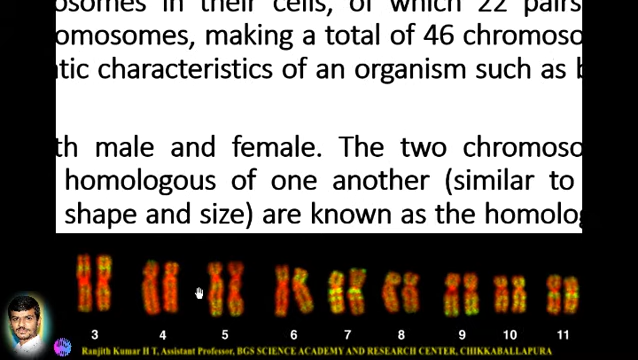 osomes in their cells, of which 22 pairs
omosomes, making a total of 46 chromoso
tic characteristics of an organism such as b
th male and female. The two chromoso
homologous of one another (similar to
shape and size) are known as the homolog
3 4 5 6 7 8 9 10 11
Ranjith Kumar H T, Assistant Professor, BGS SCIENCE ACADEMY AND RESEARCH CENTER, CHIKKABALLAPURA